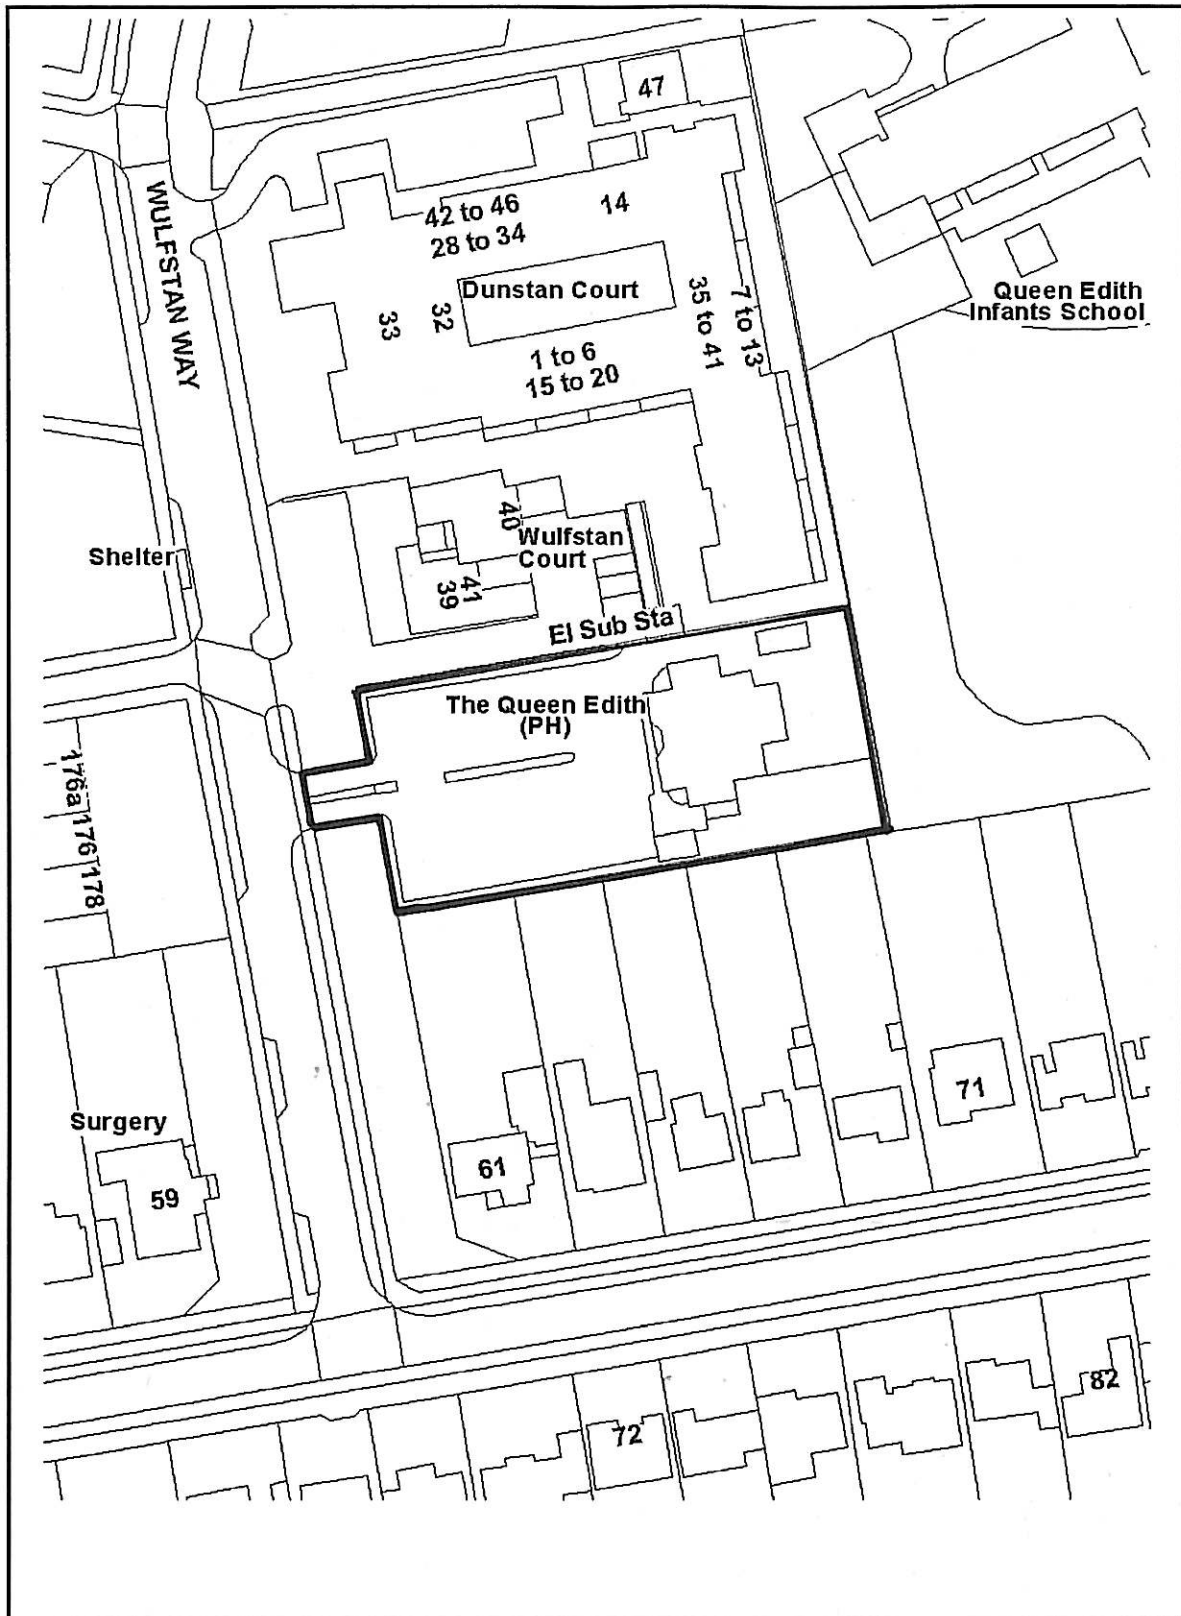 47
WULFSTAN WAY
42 to 46
28 to 34
14
Dunstan Court
33
32
35 to 41
7 to 13
1 to 6
15 to 20
Queen Edith
Infants School
Shelter
40
Wulfstan
Court
39
41
El Sub Sta
The Queen Edith
(PH)
176a
176
178
71
Surgery
61
59
82
72